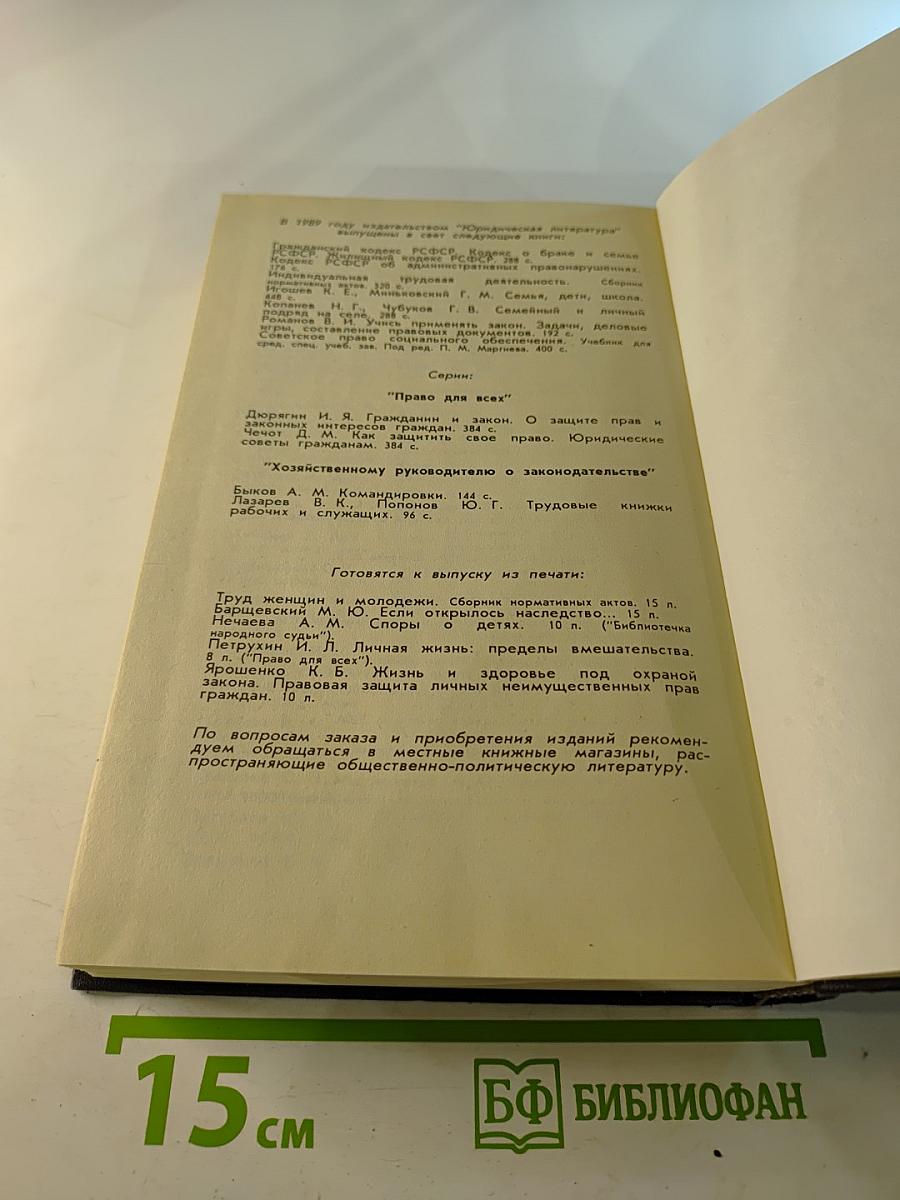 В 1989 году издательством "Юридическая литература"
выпущены в свет следующие книги:
Гражданский кодекс РСФСР. Кодекс о браке и семье
РСФСР. Жилищный кодекс РСФСР. 288 с.
Кодекс РСФСР об административных правонарушениях.
176 с.
Индивидуальная трудовая деятельность. Сборник
нормативных актов. 320 с.
Игошев К. Е., Миньковский Г. М. Семья, дети, школа.
448 с.
Копанев Н. Г., Чубуков Г. В. Семейный и личный
подряд на селе. 288 с.
Романов В. И. Учись применять закон. Задачи, деловые
игры, составление правовых документов. 192 с.
Советское право социального обеспечения. Учебник для
сред. спец. учеб. зав. Под ред. П. М. Маргиева. 400 с.
Серии:
"Право для всех"
Дюрягин И. Я. Гражданин и закон. О защите прав и
законных интересов граждан. 384 с.
Чечот Д. М. Как защитить свое право. Юридические
советы гражданам. 384 с.
"Хозяйственному руководителю о законодательстве"
Быков А. М. Командировки. 144 с.
Лазарев В. К., Попонов Ю. Г. Трудовые книжки
рабочих и служащих. 96 с.
Готовятся к выпуску из печати:
Труд женщин и молодежи. Сборник нормативных актов. 15 л.
Барщевский М. Ю. Если открылось наследство... 15 л.
Нечаева А. М. Споры о детях. 10 л. ("Библиотечка
народного судьи").
Петрухин И. Л. Личная жизнь: пределы вмешательства.
8 л. ("Право для всех").
Ярошенко К. Б. Жизнь и здоровье под охраной
закона. Правовая защита личных неимущественных прав
граждан. 10 л.
По вопросам заказа и приобретения изданий рекомен-
дуем обращаться в местные книжные магазины, рас-
пространяющие общественно-политическую литературу.
15 см
БФ БИБЛИОФАН